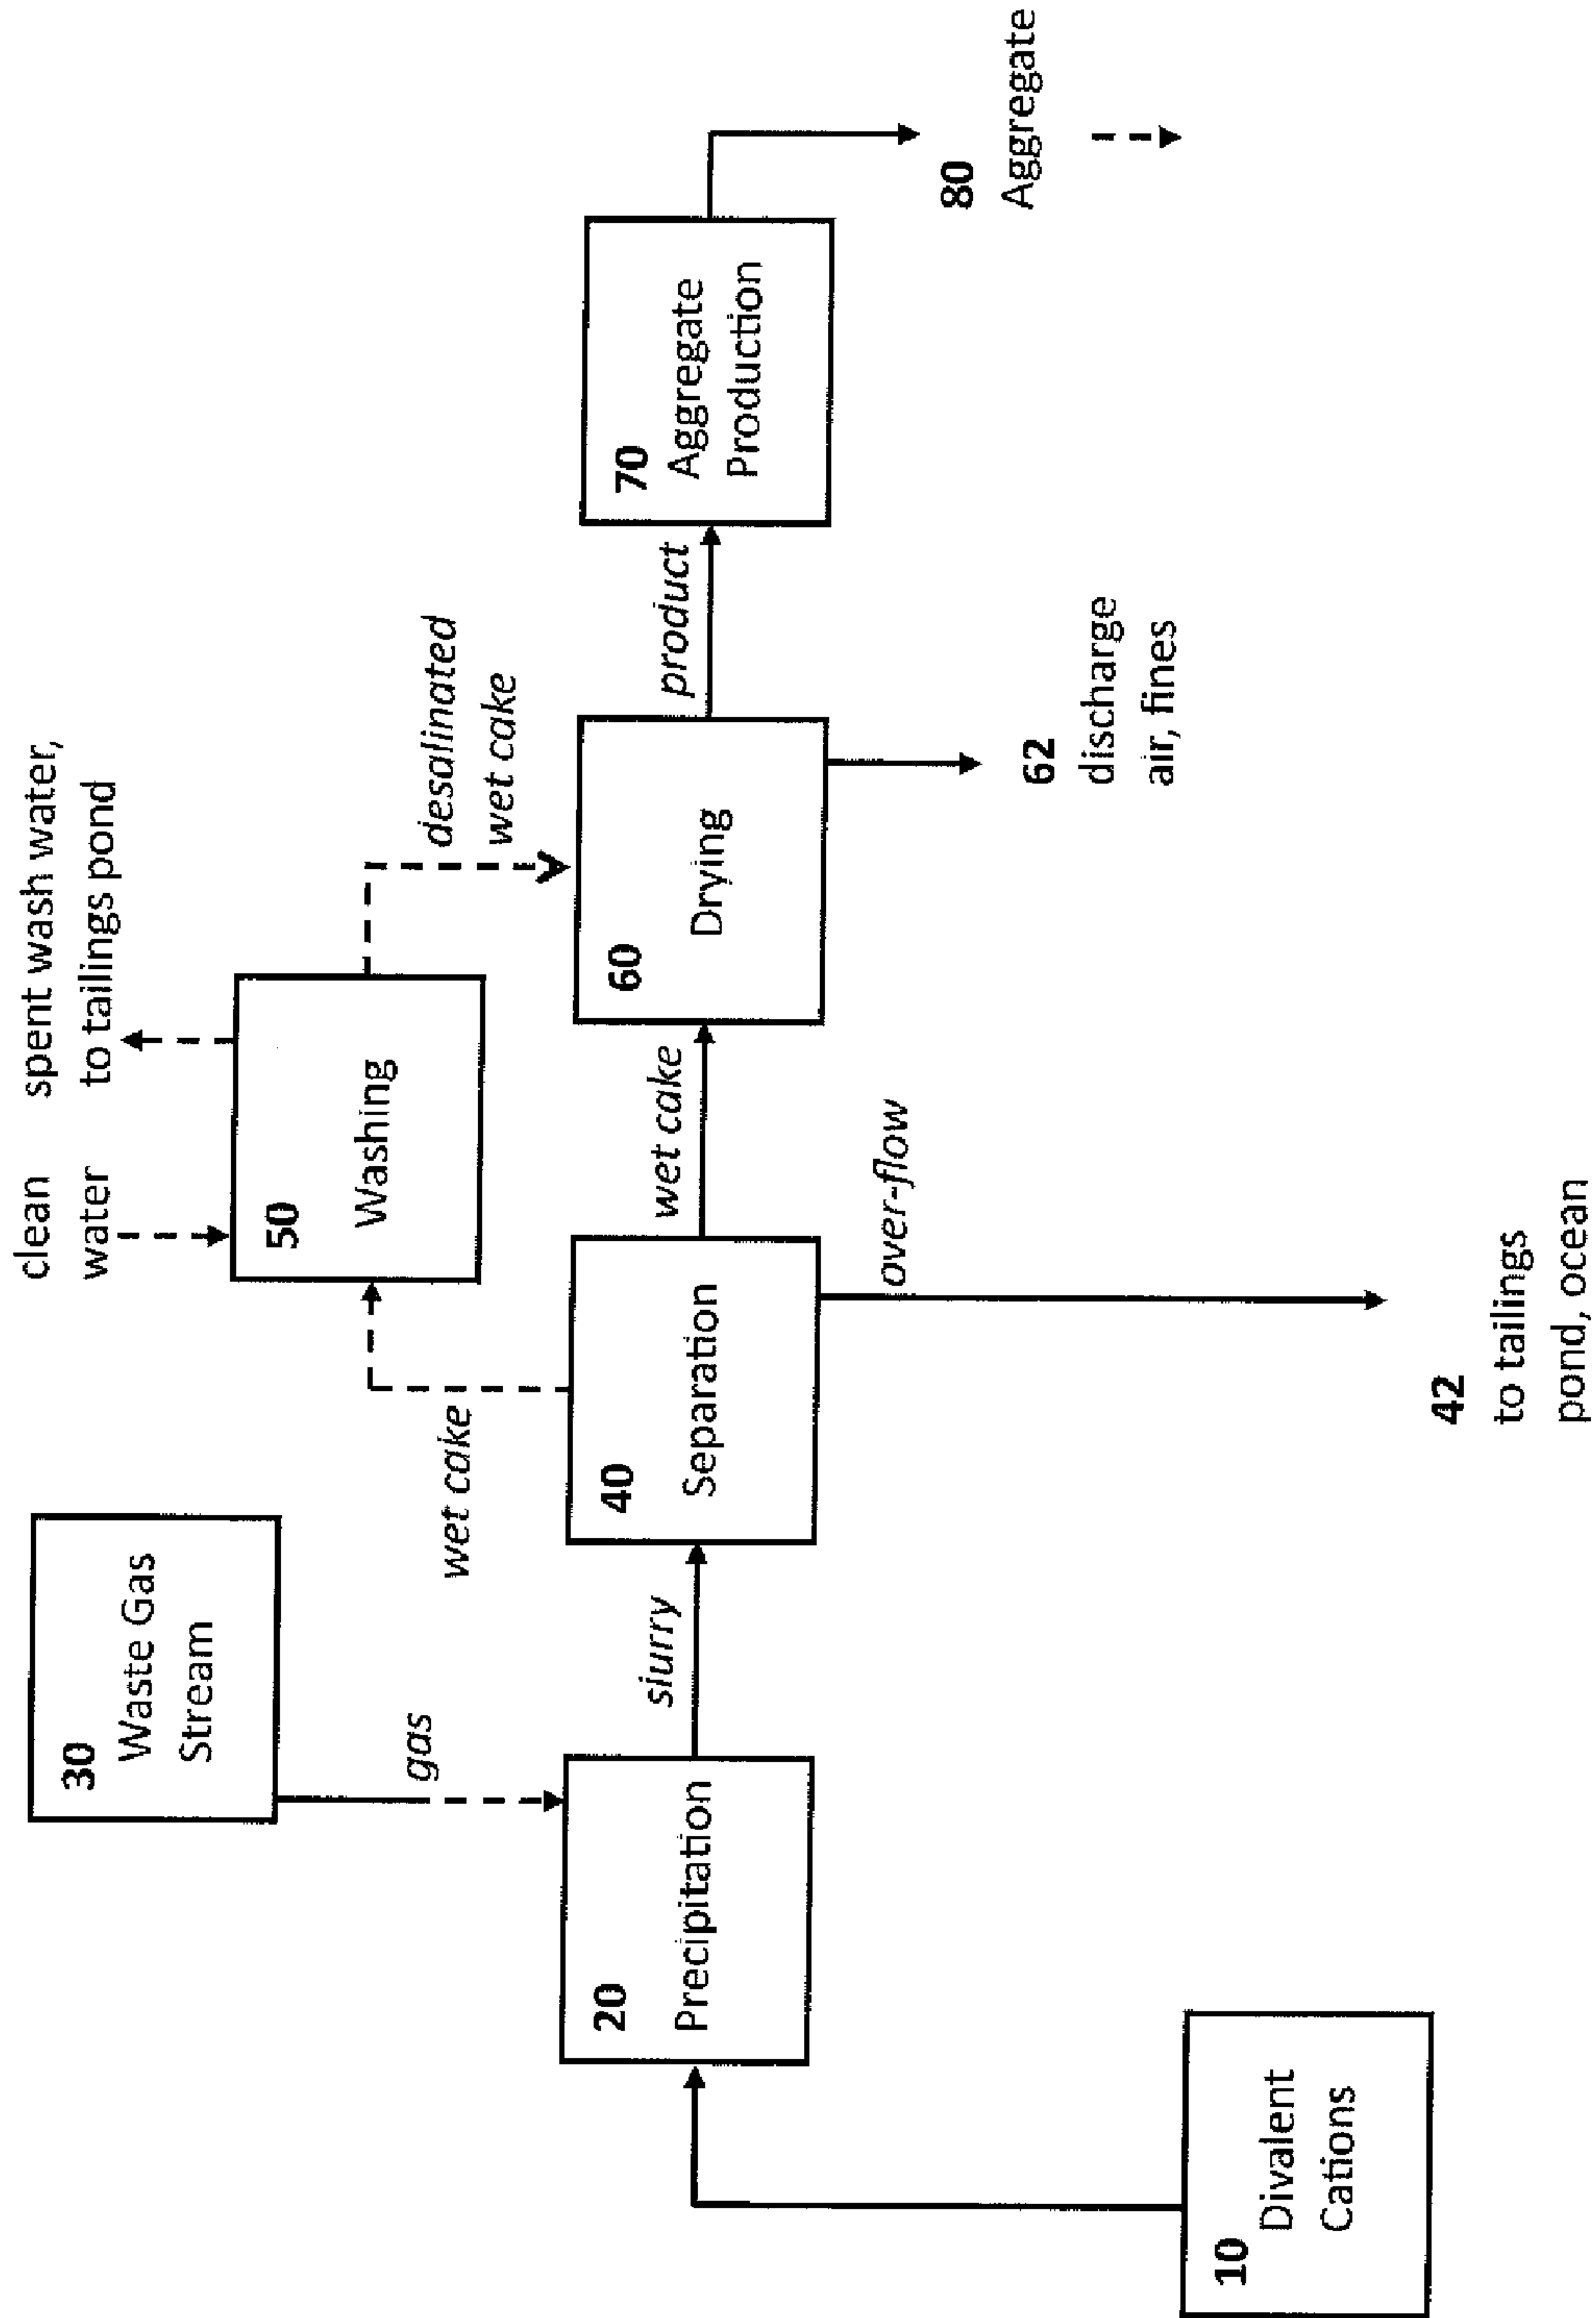 30
Waste Gas
Stream
gas
clean
water
spent wash water,
to tailings pond
50
Washing
wet cake
desalinated
wet cake
20
Precipitation
slurry
40
Separation
wet cake
60
Drying
product
70
Aggregate
Production
over-flow
10
Divalent
Cations
42
to tailings
pond, ocean
62
discharge
air, fines
80
Aggregate